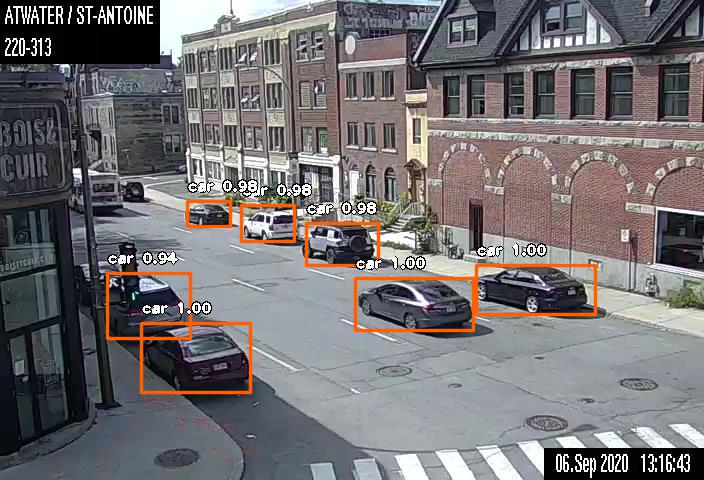 ATWATER / ST-ANTOINE
220-313
BOISÉ
CUIR
car 0.98
car 0.98
car 0.98
car 1.00
car 1.00
car 0.94
car 1.00
06.Sep 2020 13:16:43